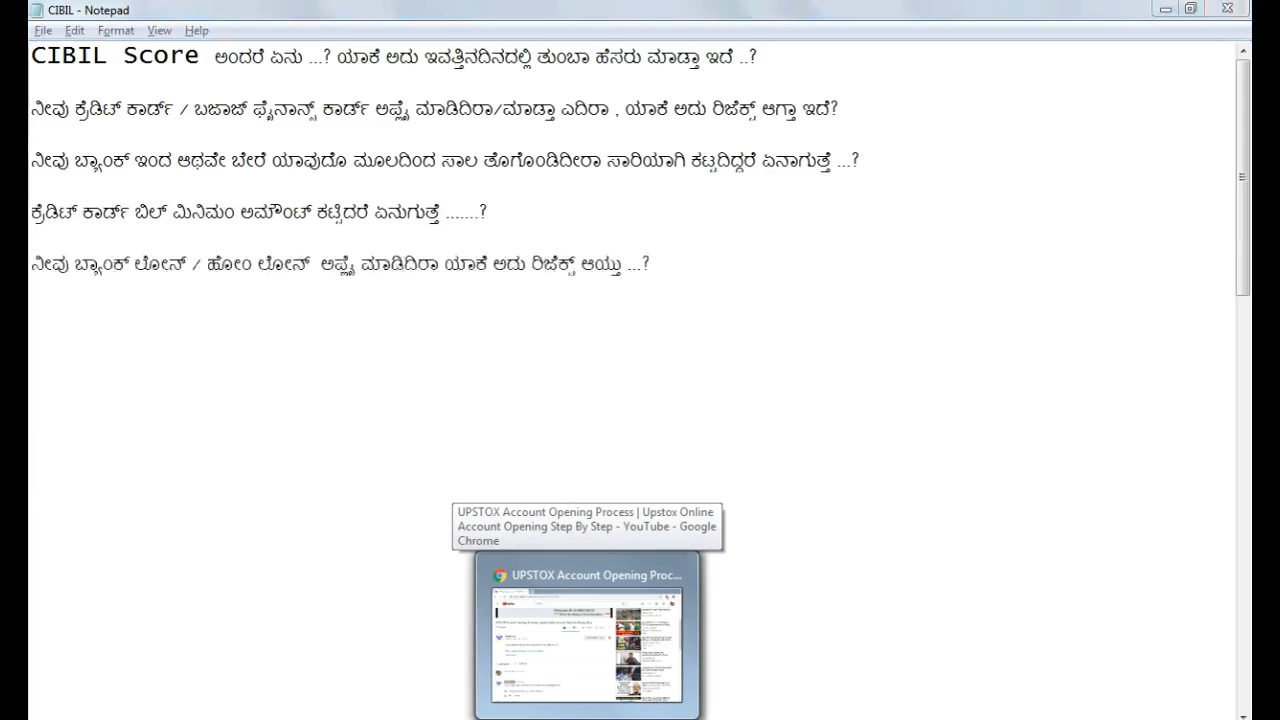 CIBIL - Notepad
File Edit Format View Help
CIBIL Score ಅಂದರೆ ಏನು ...? ಯಾಕೆ ಅದು ಇವತ್ತಿನದಿನದಲ್ಲಿ ತುಂಬಾ ಹೆಸರು ಮಾಡ್ತಾ ಇದೆ ..?
ನೀವು ಕ್ರೆಡಿಟ್ ಕಾರ್ಡ್ / ಬಜಾಜ್ ಫೈನಾನ್ಸ್ ಕಾರ್ಡ್ ಅಪ್ಲೈ ಮಾಡಿದಿರಾ/ಮಾಡ್ತಾ ಎದಿರಾ , ಯಾಕೆ ಅದು ರಿಜೆಕ್ಟ್ ಆಗ್ತಾ ಇದೆ?
ನೀವು ಬ್ಯಾಂಕ್ ಇಂದ ಆಥವೇ ಬೇರೆ ಯಾವುದೊ ಮೂಲದಿಂದ ಸಾಲ ತೊಗೊಂಡಿದೀರಾ ಸಾರಿಯಾಗಿ ಕಟ್ಟದಿದ್ದರೆ ಏನಾಗುತ್ತೆ ...?
ಕ್ರೆಡಿಟ್ ಕಾರ್ಡ್ ಬಿಲ್ ಮಿನಿಮಂ ಅಮೌಂಟ್ ಕಟ್ಟಿದರೆ ಏನುಗುತ್ತೆ .......?
ನೀವು ಬ್ಯಾಂಕ್ ಲೋನ್ / ಹೋಂ ಲೋನ್ ಅಪ್ಲೈ ಮಾಡಿದಿರಾ ಯಾಕೆ ಅದು ರಿಜೆಕ್ಟ್ ಆಯ್ತು ...?
UPSTOX Account Opening Process | Upstox Online
Account Opening Step By Step - YouTube - Google
Chrome
UPSTOX Account Opening Proc...